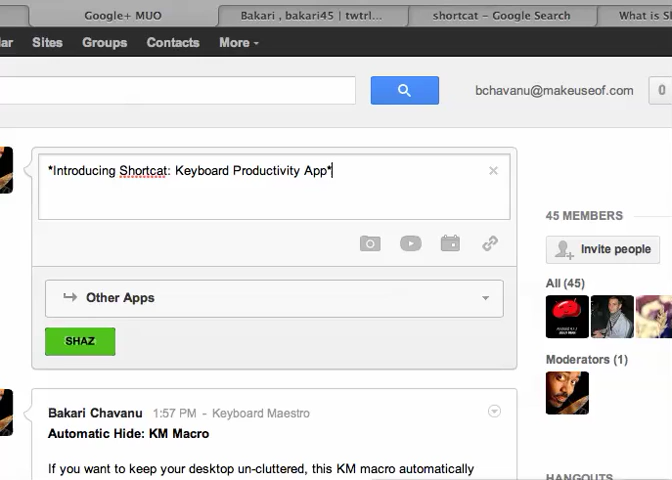 Google+ MUO
Bakari , bakari45 | twtrl...
shortcat – Google Search
What is Sl
ar Sites Groups Contacts More
bchavanu@makeuseof.com 0
*Introducing Shortcat: Keyboard Productivity App*
45 MEMBERS
Invite people
Other Apps
All (45)
SHAZ
Moderators (1)
Bakari Chavanu 1:57 PM - Keyboard Maestro
Automatic Hide: KM Macro
If you want to keep your desktop un-cluttered, this KM macro automatically
HANGOUTS